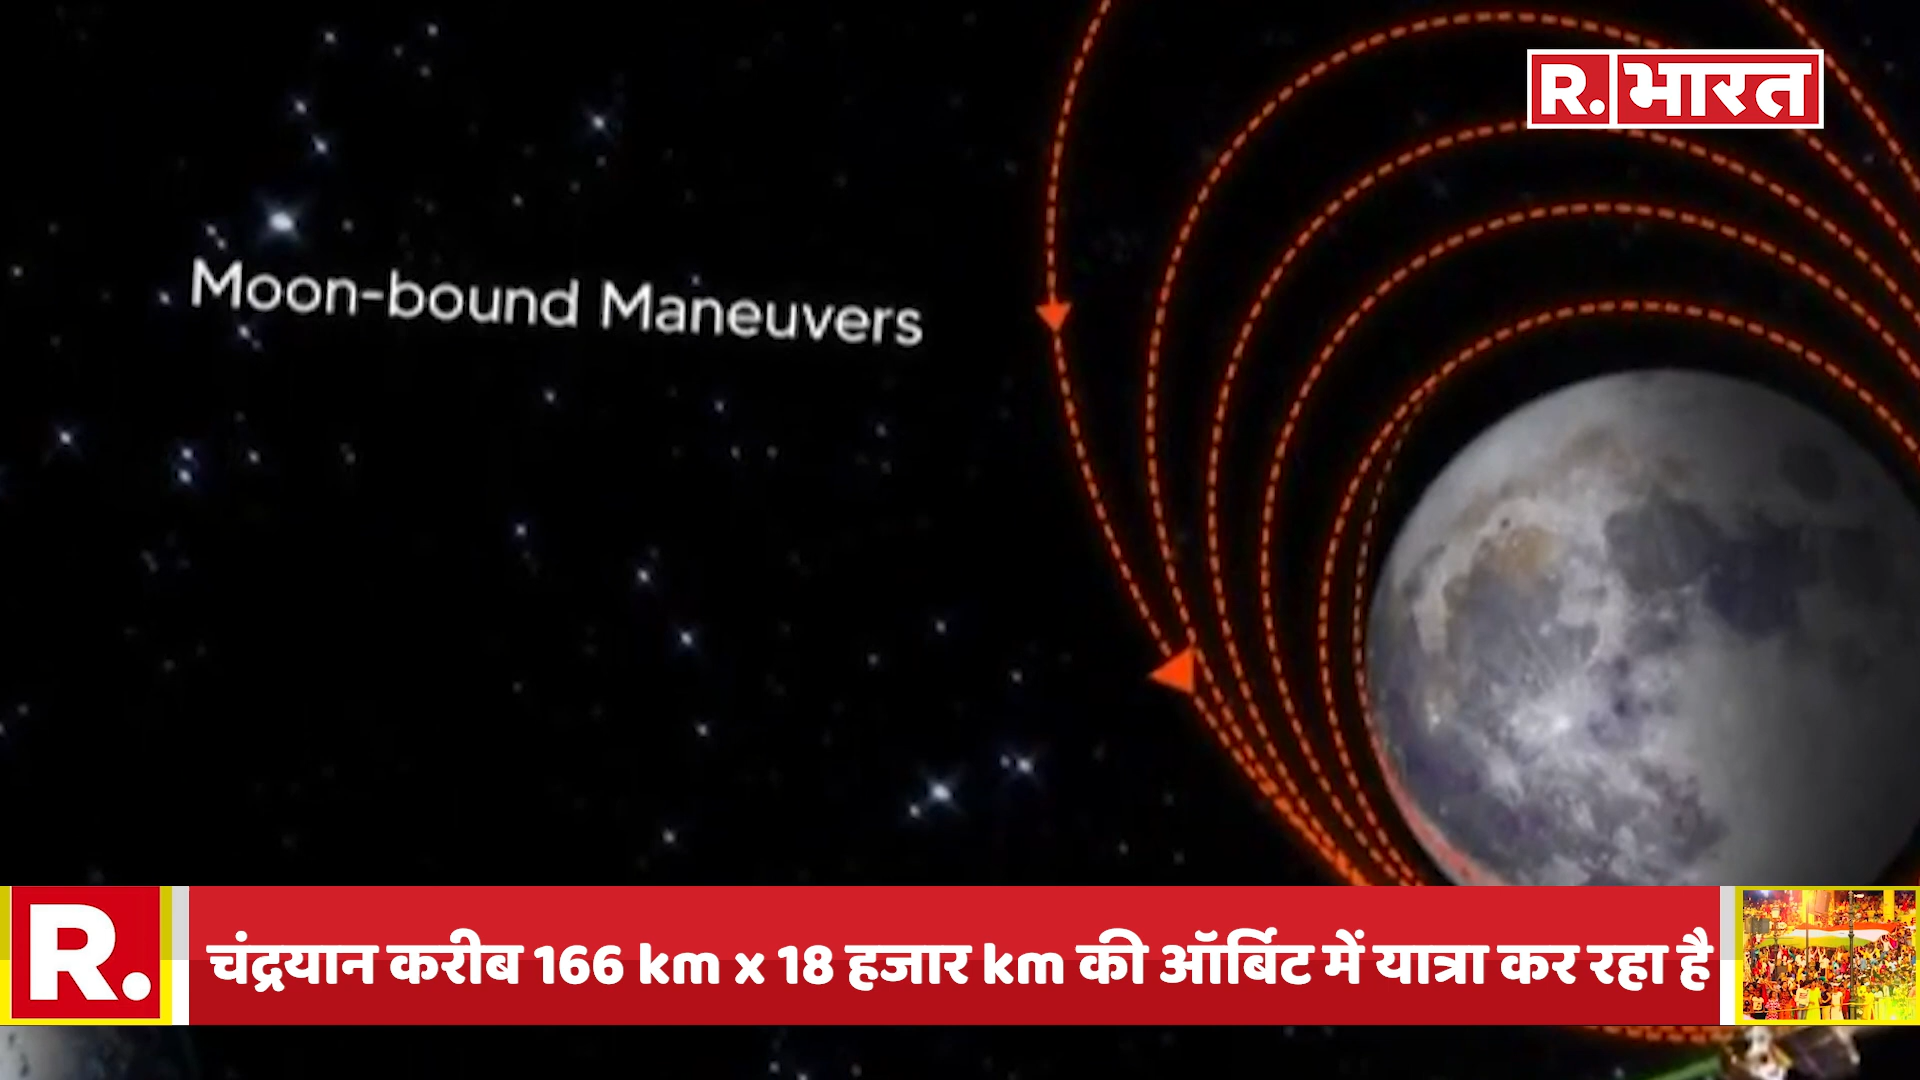 R. भारत
Moon-bound Maneuvers
R.
चंद्रयान करीब 166 km x 18 हजार km की ऑर्बिट में यात्रा कर रहा है